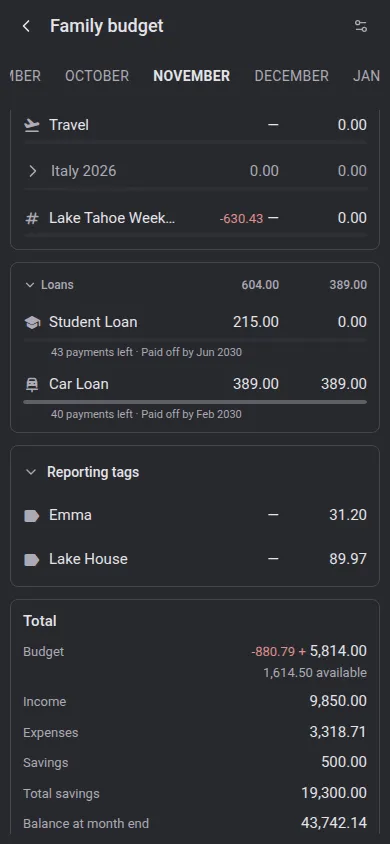 Family budget
MBER OCTOBER NOVEMBER DECEMBER JAN
Travel — 0.00
Italy 2026 0.00 0.00
Lake Tahoe Week... -630.43 — 0.00
Loans 604.00 389.00
Student Loan 215.00 0.00
43 payments left · Paid off by Jun 2030
Car Loan 389.00 389.00
40 payments left · Paid off by Feb 2030
Reporting tags
Emma — 31.20
Lake House — 89.97
Total
Budget -880.79 + 5,814.00
1,614.50 available
Income 9,850.00
Expenses 3,318.71
Savings 500.00
Total savings 19,300.00
Balance at month end 43,742.14